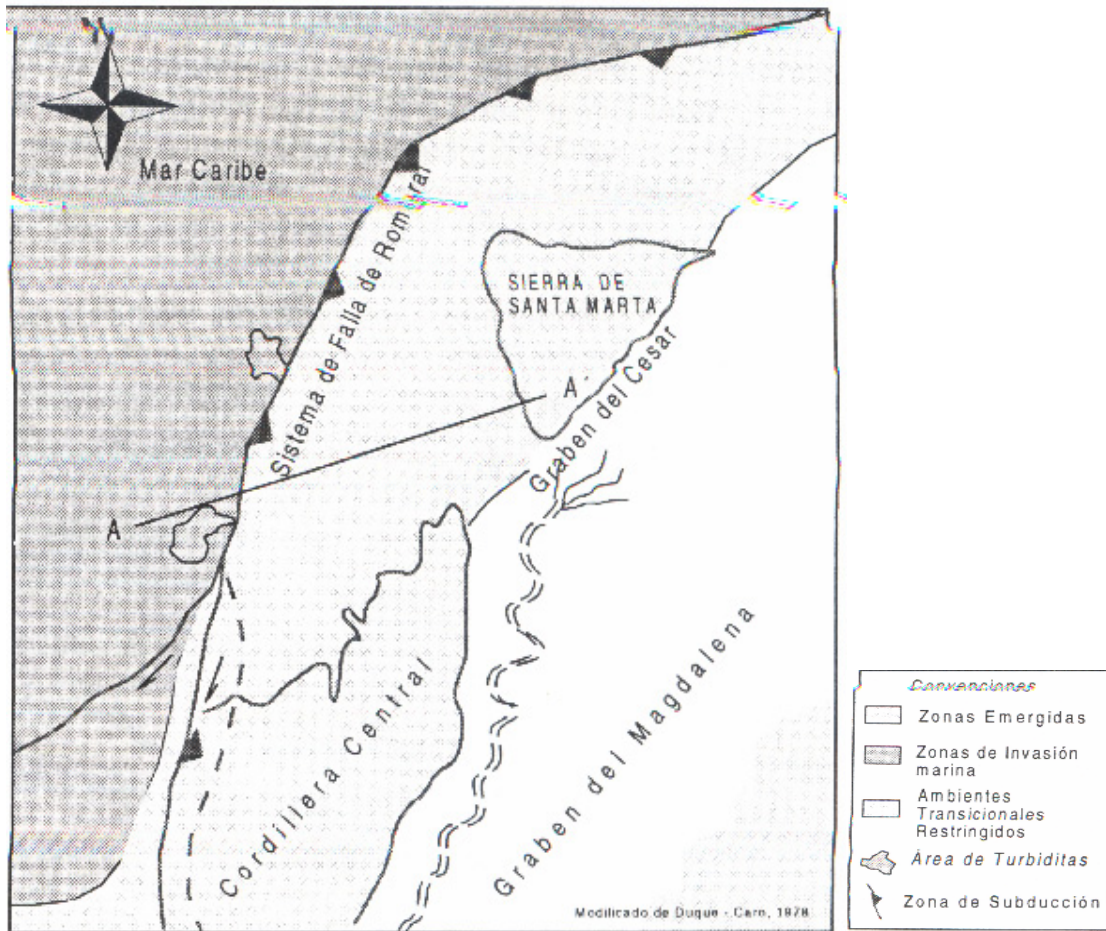 N
Mar Caribe
Sistema de Falla de Romeral
SIERRA DE
SANTA MARTA
A'
Graben del Cesar
A
Cordillera Central
Graben del Magdalena
Modificado de Duque - Caro, 1978
Convenciones
Zonas Emergidas
Zonas de Invasión
marina
Ambientes
Transicionales
Restringidos
Área de Turbiditas
Zona de Subducción